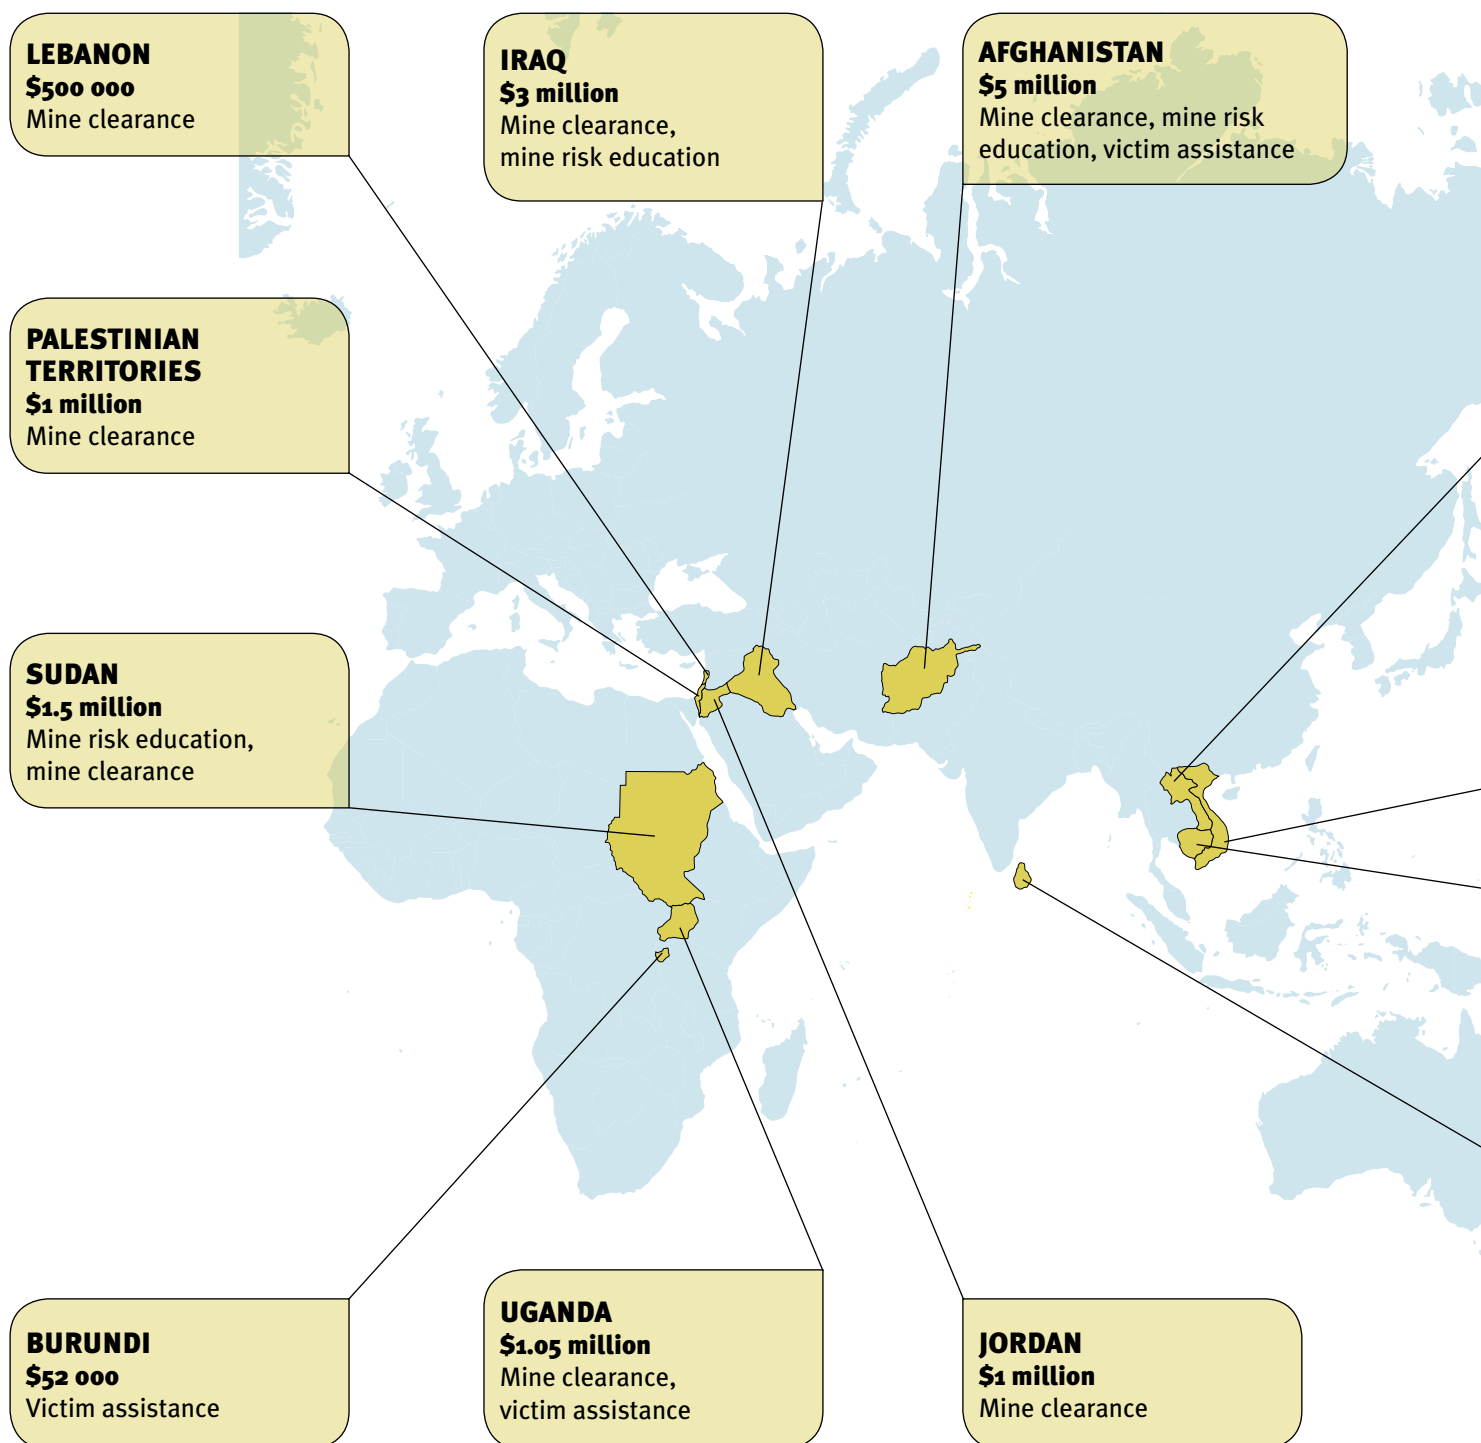 LEBANON
$500 000
Mine clearance
IRAQ
$3 million
Mine clearance,
mine risk education
AFGHANISTAN
$5 million
Mine clearance, mine risk
education, victim assistance
PALESTINIAN
TERRITORIES
$1 million
Mine clearance
SUDAN
$1.5 million
Mine risk education,
mine clearance
BURUNDI
$52 000
Victim assistance
UGANDA
$1.05 million
Mine clearance,
victim assistance
JORDAN
$1 million
Mine clearance